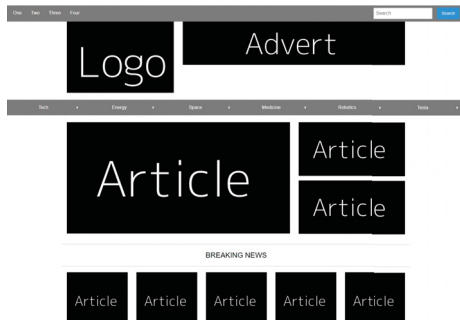 One Two Three Four Search Search
Logo
Advert
Tech Energy Space Medicine Robotics Tesla
Article
Article
Article
BREAKING NEWS
Article Article Article Article Article